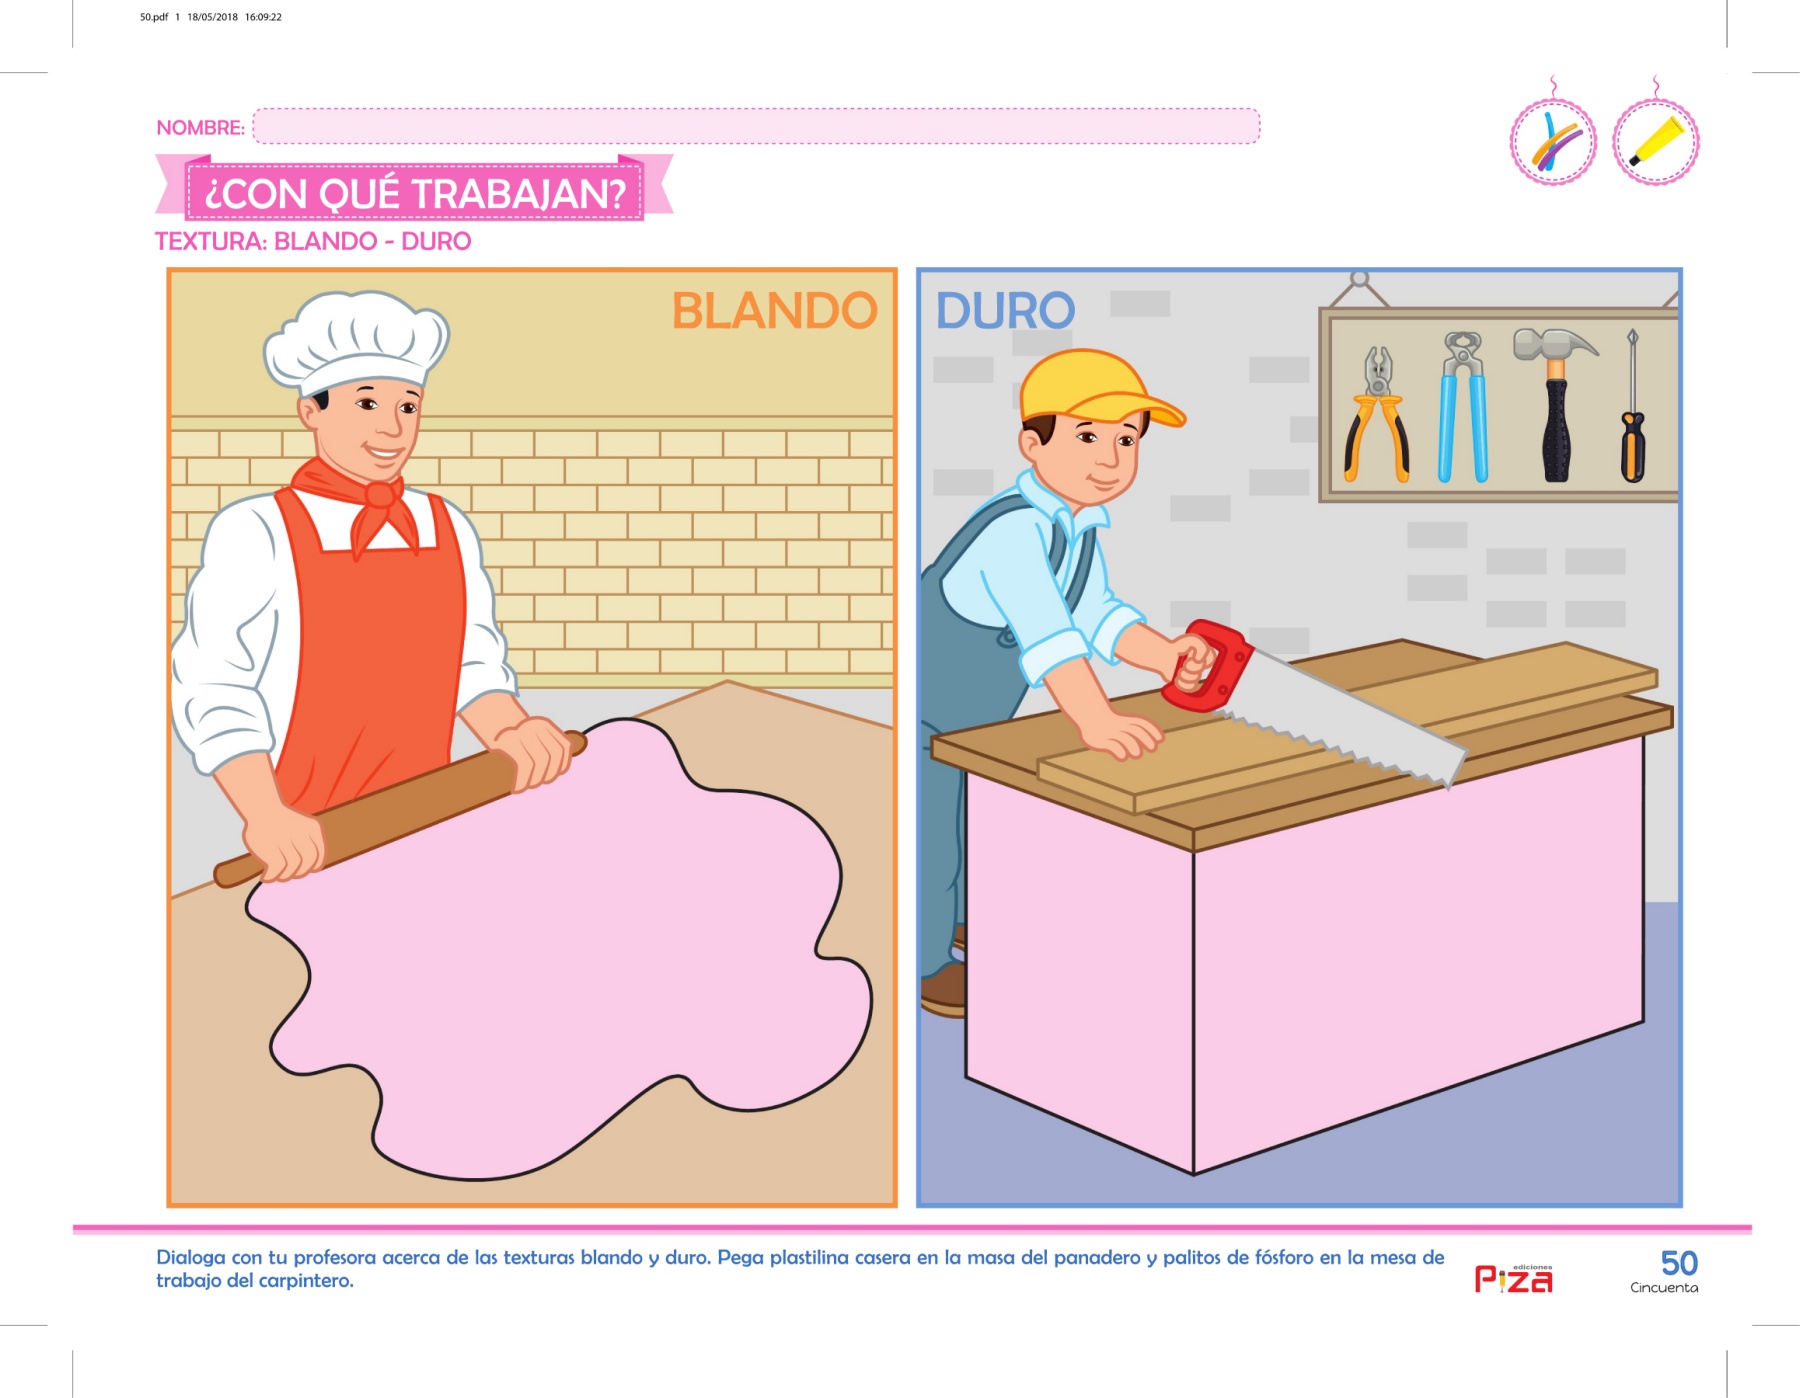 50.pdf 1 18/05/2018 16:09:22
NOMBRE:
¿CON QUÉ TRABAJAN?
TEXTURA: BLANDO - DURO
BLANDO
DURO
Dialoga con tu profesora acerca de las texturas blando y duro. Pega plastilina casera en la masa del panadero y palitos de fósforo en la mesa de
trabajo del carpintero.
ediciones
Piza
50
Cincuenta